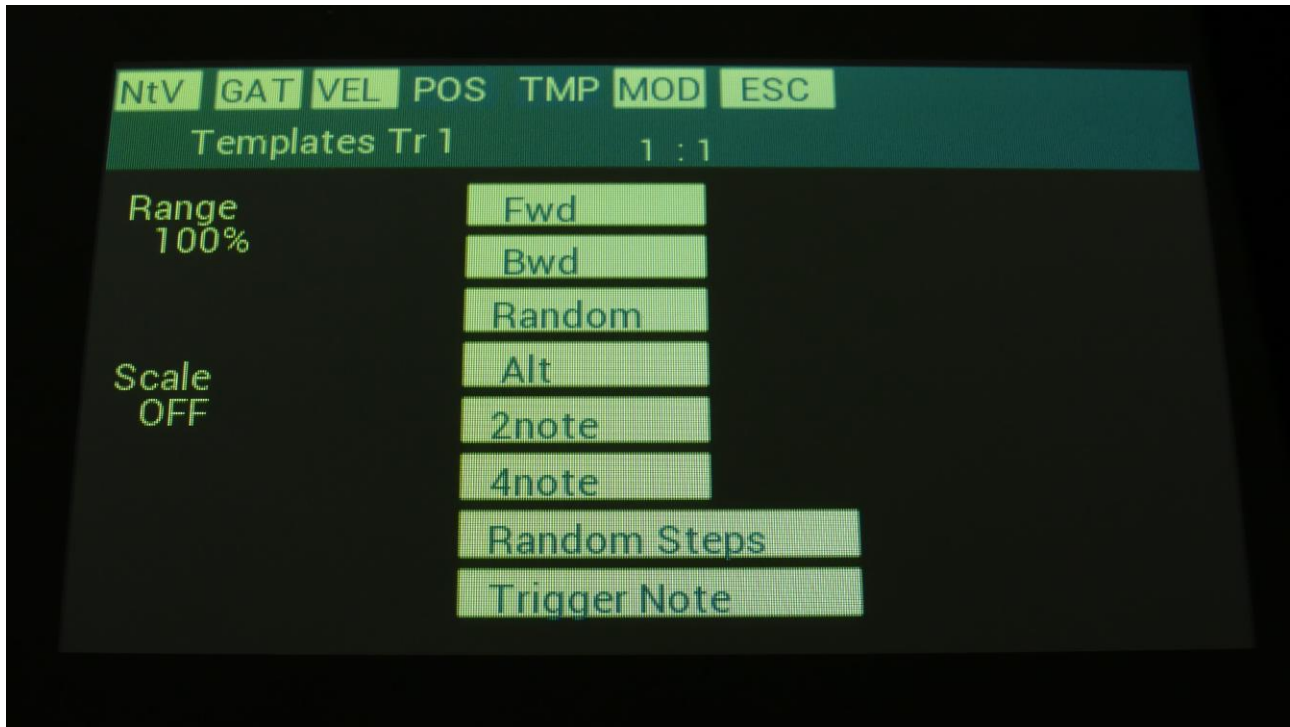 NtV GAT VEL POS TMP MOD ESC
Templates Tr 1 1 : 1
Range
100%
Scale
OFF
Fwd
Bwd
Random
Alt
2note
4note
Random Steps
Trigger Note